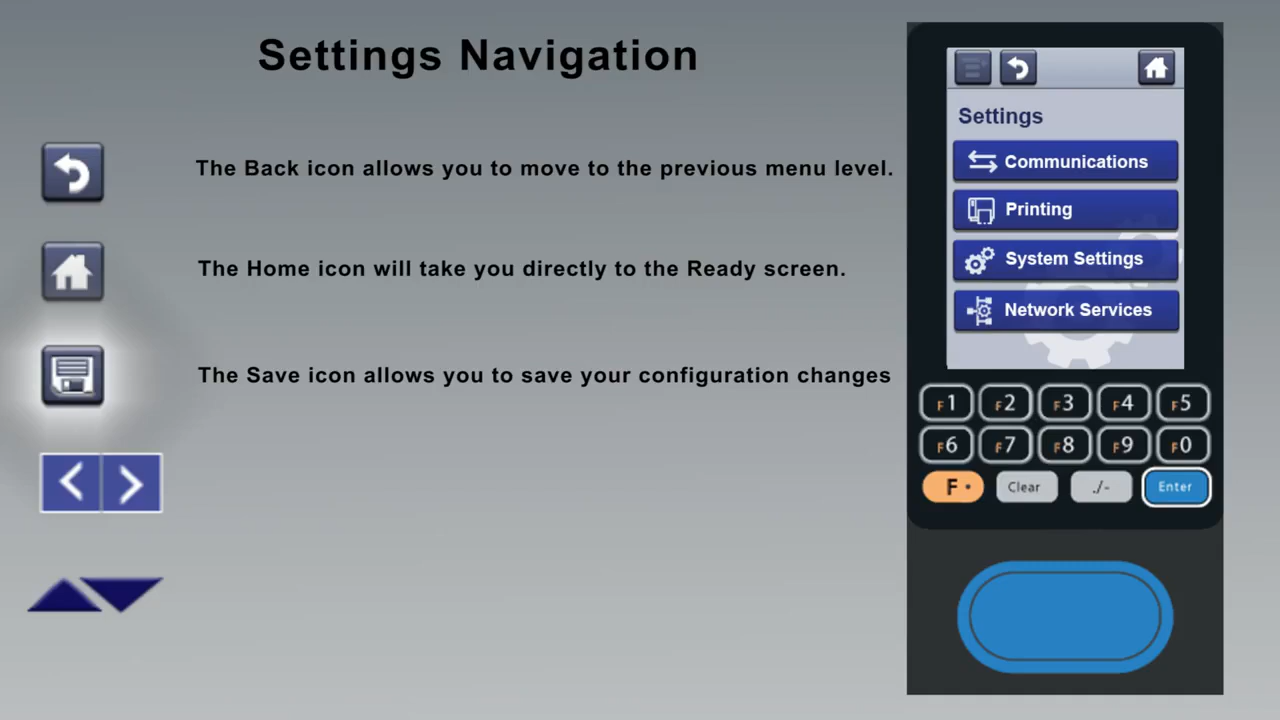 Settings Navigation
The Back icon allows you to move to the previous menu level.
The Home icon will take you directly to the Ready screen.
The Save icon allows you to save your configuration changes
Settings
Communications
Printing
System Settings
Network Services
F1 F2 F3 F4 F5
F6 F7 F8 F9 F0
F• Clear ./- Enter